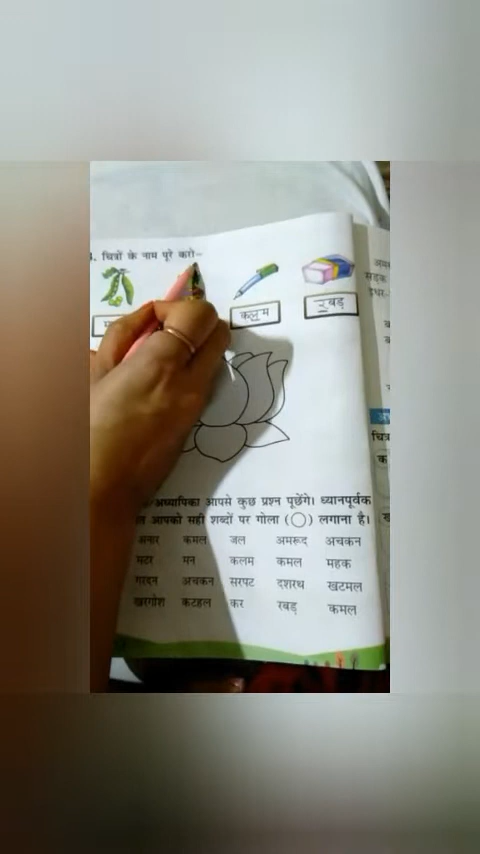 4. चित्रों के नाम पूरे करो–
म
कलम
रबड़
अध्यापिका आपसे कुछ प्रश्न पूछेंगे। ध्यानपूर्वक
आपको सही शब्दों पर गोला (◯) लगाना है।
अनार कमल जल अमरूद अचकन
मटर मन कलम कमल महक
गरदन अचकन सरपट दशरथ खटमल
खरगोश कटहल कर रबड़ कमल